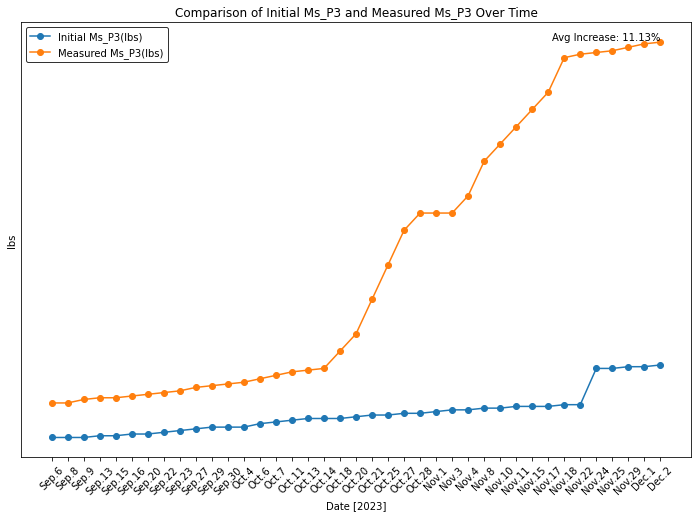 Comparison of Initial Ms_P3 and Measured Ms_P3 Over Time
Initial Ms_P3(lbs)
Measured Ms_P3(lbs)
Avg Increase: 11.13%
lbs
Sep.6
Sep.8
Sep.9
Sep.13
Sep.15
Sep.16
Sep.20
Sep.22
Sep.23
Sep.27
Sep.29
Sep.30
Oct.4
Oct.6
Oct.7
Oct.11
Oct.13
Oct.14
Oct.18
Oct.20
Oct.21
Oct.25
Oct.27
Oct.28
Nov.1
Nov.3
Nov.4
Nov.8
Nov.10
Nov.11
Nov.15
Nov.17
Nov.18
Nov.22
Nov.24
Nov.25
Nov.29
Dec.1
Dec.2
Date [2023]